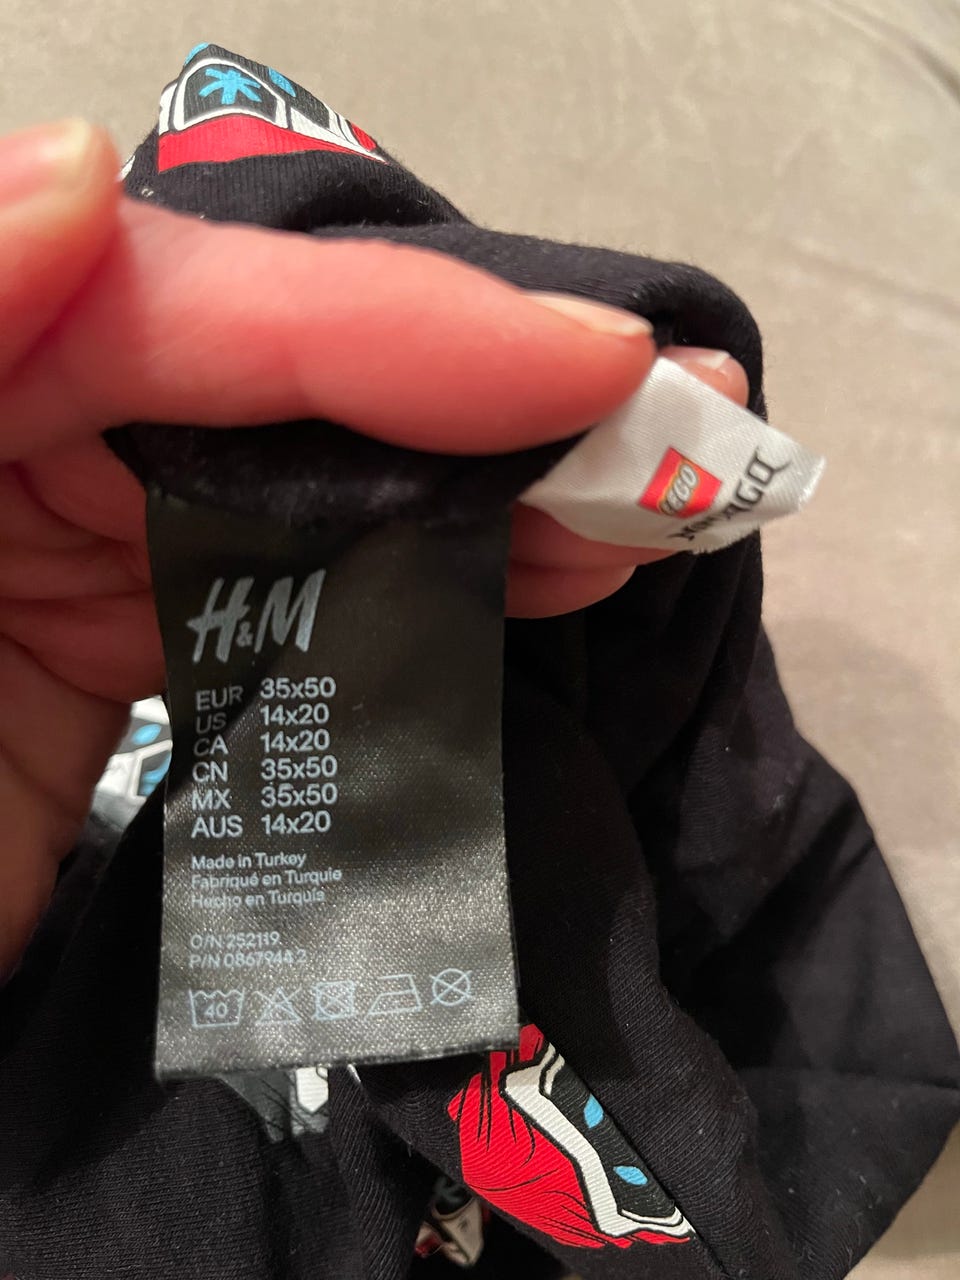 LEGO
NINJAGO
H&M
EUR 35x50
US 14x20
CA 14x20
CN 35x50
MX 35x50
AUS 14x20
Made in Turkey
Fabriqué en Turquie
Hecho en Turquía
O/N 252119
P/N 0867944 2
40